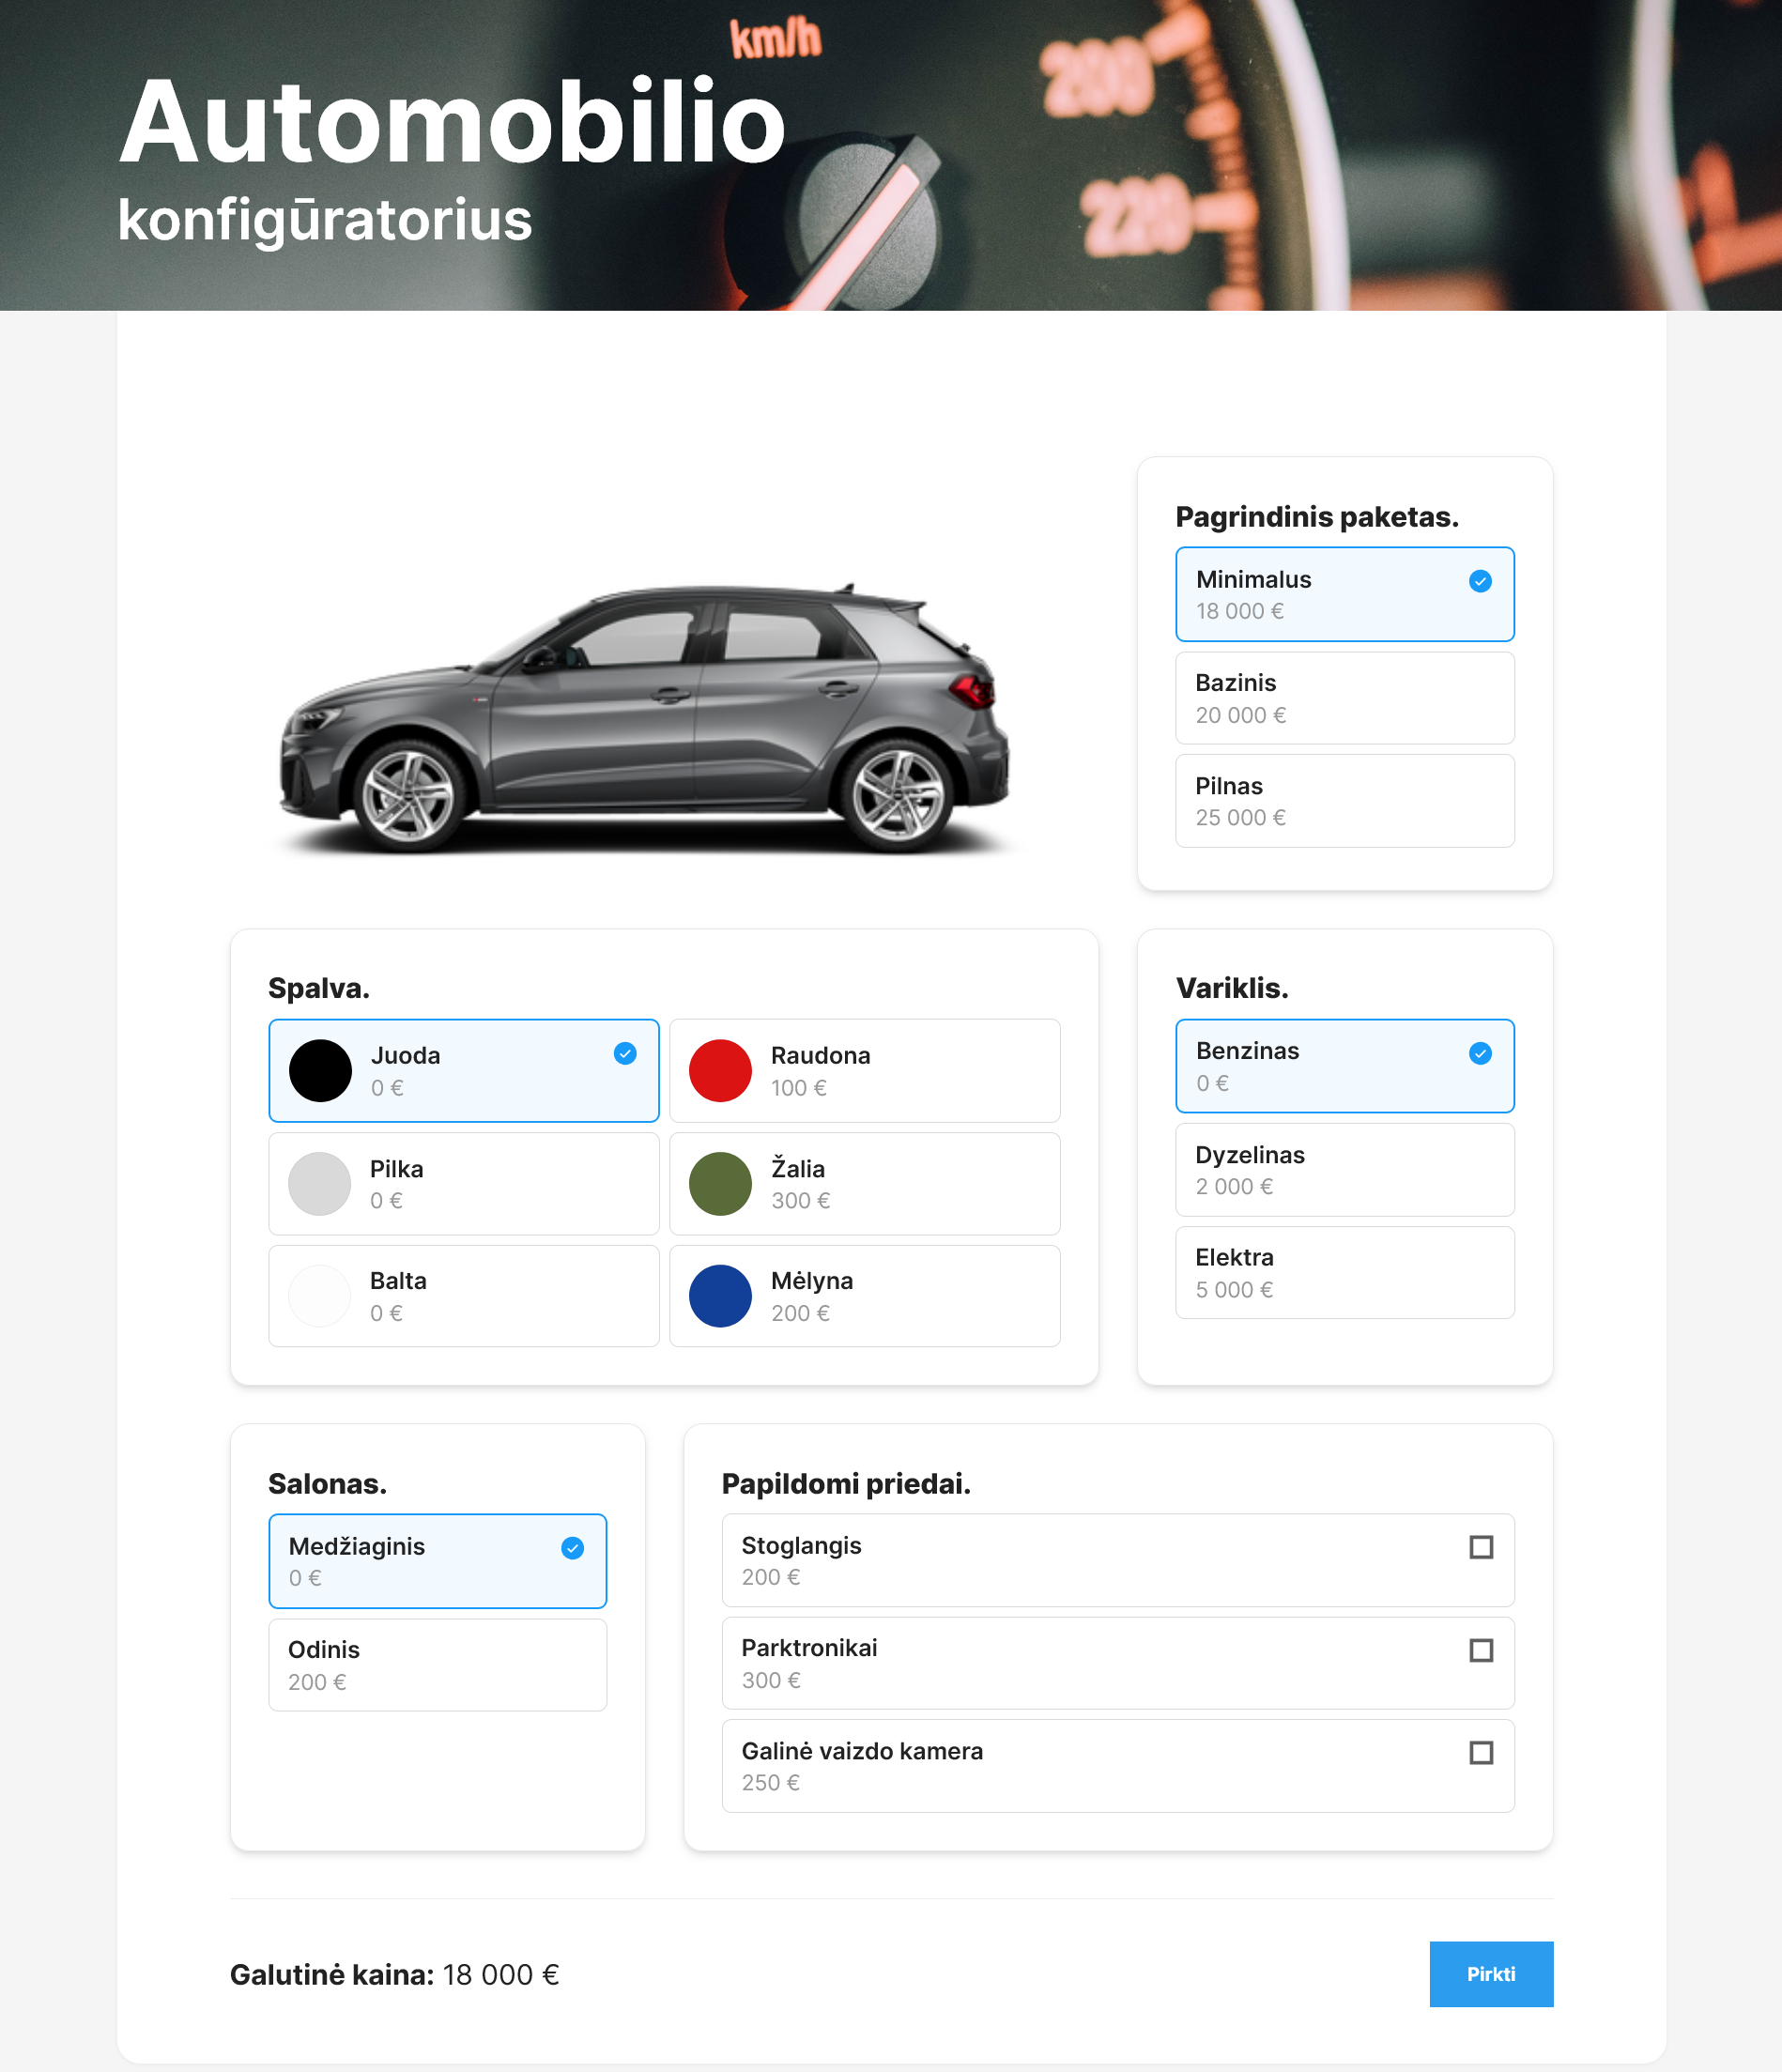 km/h
200
220
Automobilio
konfigūratorius
Pagrindinis paketas.
Minimalus
18 000 €
Bazinis
20 000 €
Pilnas
25 000 €
Spalva.
Juoda
0 €
Raudona
100 €
Pilka
0 €
Žalia
300 €
Balta
0 €
Mėlyna
200 €
Variklis.
Benzinas
0 €
Dyzelinas
2 000 €
Elektra
5 000 €
Salonas.
Medžiaginis
0 €
Odinis
200 €
Papildomi priedai.
Stoglangis
200 €
Parktronikai
300 €
Galinė vaizdo kamera
250 €
Galutinė kaina: 18 000 €
Pirkti